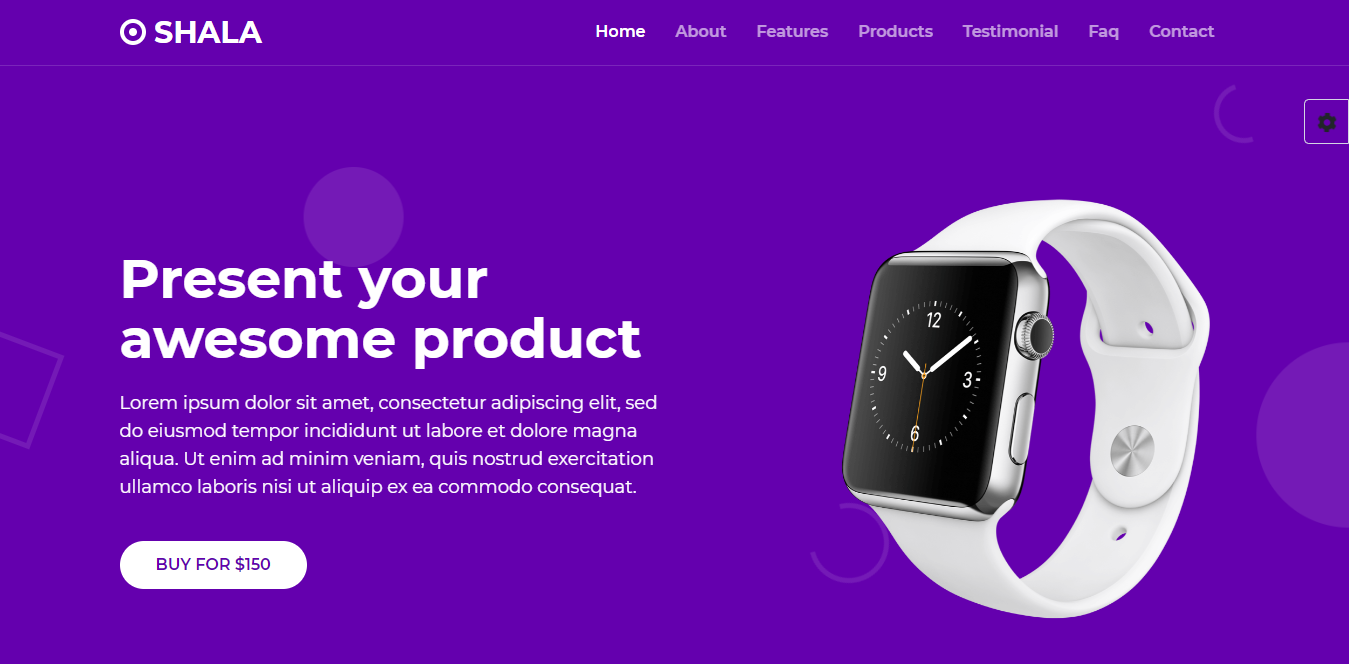 SHALA
Home About Features Products Testimonial Faq Contact
Present your
awesome product
Lorem ipsum dolor sit amet, consectetur adipiscing elit, sed
do eiusmod tempor incididunt ut labore et dolore magna
aliqua. Ut enim ad minim veniam, quis nostrud exercitation
ullamco laboris nisi ut aliquip ex ea commodo consequat.
BUY FOR $150
12
9
3
6